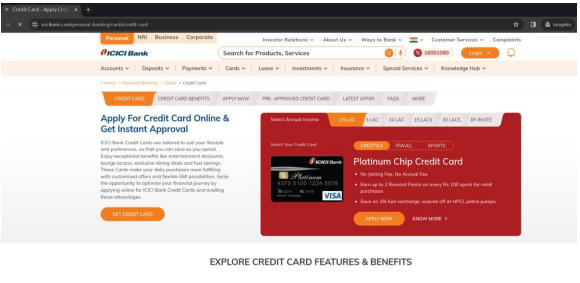 Credit Card - Apply Cred
icicibank.com/personal-banking/cards/credit-card
Incognito
Personal NRI Business Corporate
Investor Relations About Us Ways to Bank Customer Services Complaints
ICICI Bank
Search for Products, Services
18001080
Login
Accounts Deposits Payments Cards Loans Investments Insurance Special Services Knowledge Hub
Home > Personal Banking > Cards > Credit Card
CREDIT CARD CREDIT CARD BENEFITS APPLY NOW PRE- APPROVED CREDIT CARD LATEST OFFER FAQS MORE
Apply For Credit Card Online &
Get Instant Approval
ICICI Bank Credit Cards are tailored to suit your lifestyle
and preferences, so that you can save as you spend.
Enjoy exceptional benefits like entertainment discounts,
lounge access, exclusive dining deals and fuel savings.
These Cards make your daily purchases more fulfilling
with customised offers and flexible EMI possibilities. Seize
the opportunity to optimise your financial journey by
applying online for ICICI Bank Credit Cards and availing
these advantages.
GET CREDIT CARD
Select Annual Income 2.5 LAC 5 LAC 10 LAC 15 LACS 30 LACS BY INVITE
Select Your Credit Card
LIFESTYLE TRAVEL SPORTS
ICICI Bank
Platinum
4375 5100 1234 5678
VISA
Platinum Chip Credit Card
No Joining Fee, No Annual Fee
Earn up to 2 Reward Points on every Rs 100 spent for retail
purchases
Save on 1% fuel surcharge, waived off at HPCL petrol pumps
APPLY NOW KNOW MORE >
EXPLORE CREDIT CARD FEATURES & BENEFITS